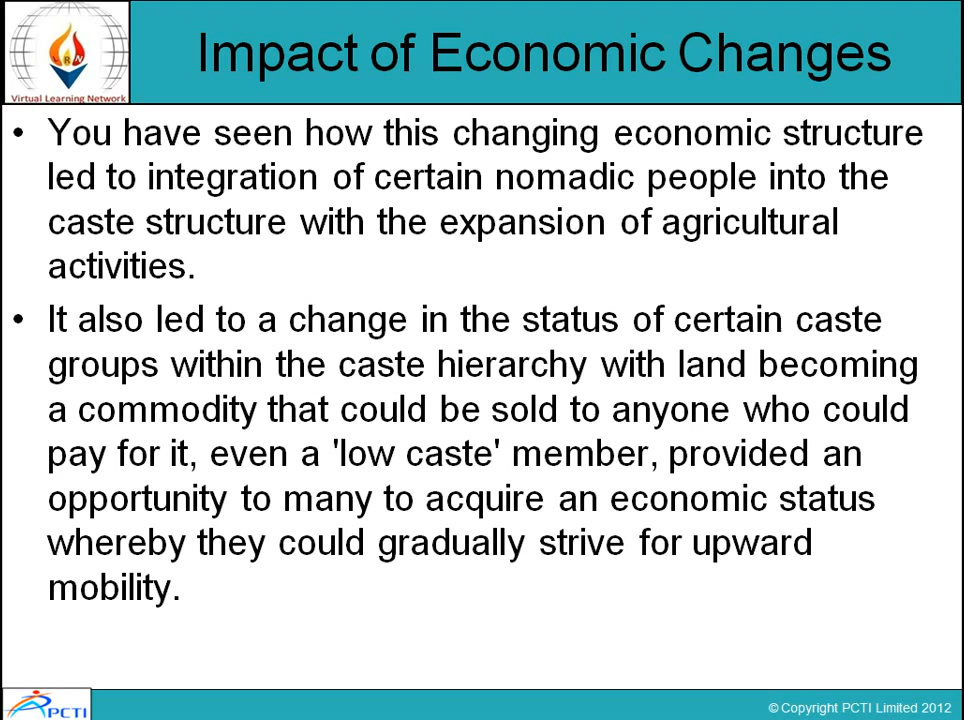 Virtual Learning Network
Impact of Economic Changes
• You have seen how this changing economic structure
led to integration of certain nomadic people into the
caste structure with the expansion of agricultural
activities.
• It also led to a change in the status of certain caste
groups within the caste hierarchy with land becoming
a commodity that could be sold to anyone who could
pay for it, even a 'low caste' member, provided an
opportunity to many to acquire an economic status
whereby they could gradually strive for upward
mobility.
PCTI
© Copyright PCTI Limited 2012